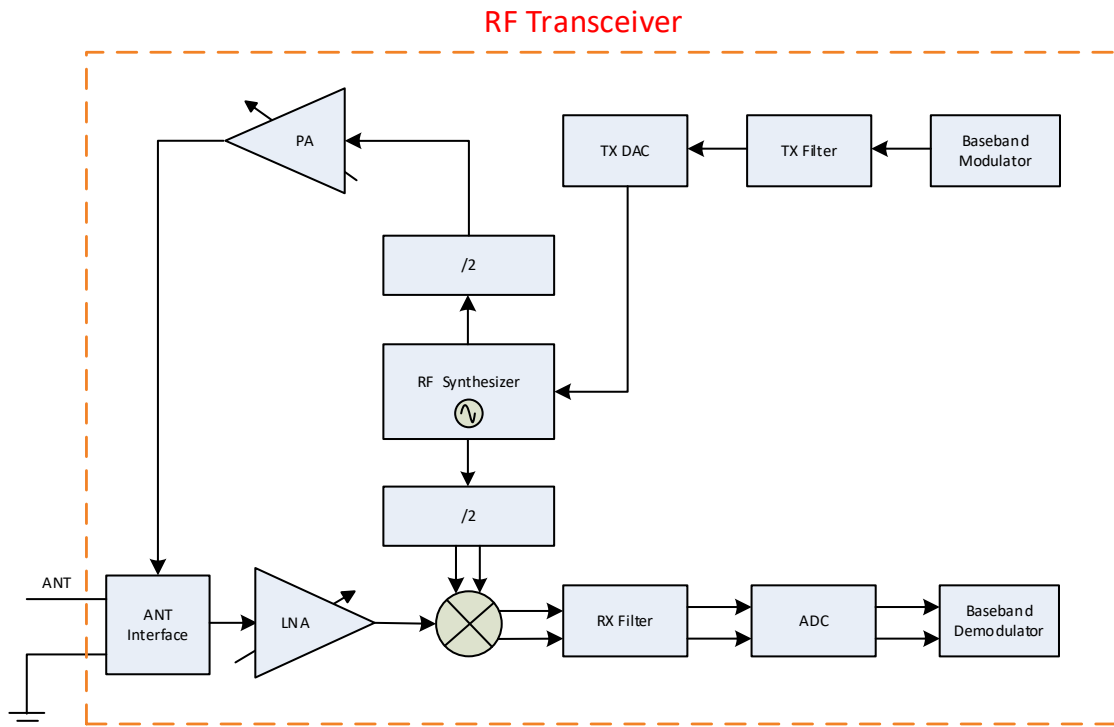 RF Transceiver
PA
TX DAC
TX Filter
Baseband
Modulator
/2
RF Synthesizer
/2
ANT
ANT
Interface
LNA
RX Filter
ADC
Baseband
Demodulator